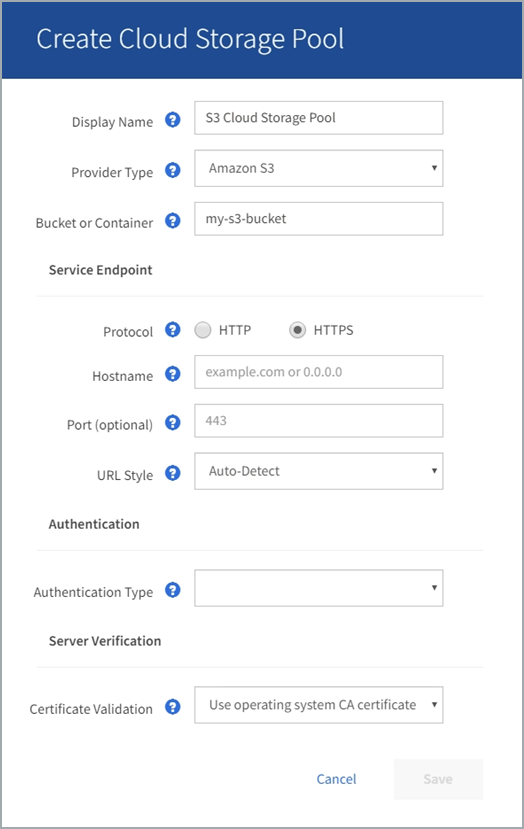 Create Cloud Storage Pool
Display Name ? S3 Cloud Storage Pool
Provider Type ? Amazon S3
Bucket or Container ? my-s3-bucket
Service Endpoint
Protocol ? HTTP HTTPS
Hostname ? example.com or 0.0.0.0
Port (optional) ? 443
URL Style ? Auto-Detect
Authentication
Authentication Type ?
Server Verification
Certificate Validation ? Use operating system CA certificate
Cancel Save